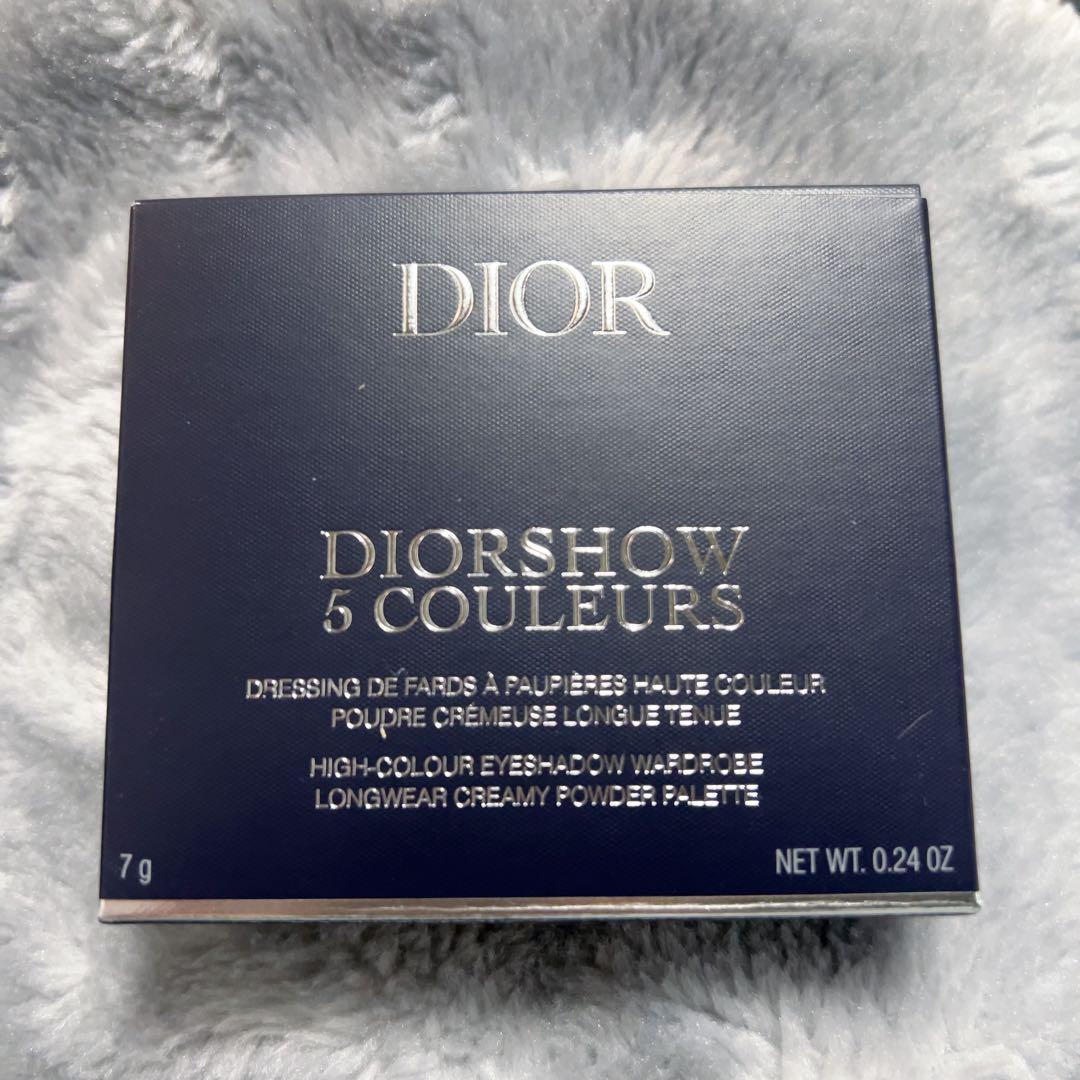 DIOR
DIORSHOW
5 COULEURS
DRESSING DE FARDS À PAUPIÈRES HAUTE COULEUR
POUDRE CRÉMEUSE LONGUE TENUE
HIGH-COLOUR EYESHADOW WARDROBE
LONGWEAR CREAMY POWDER PALETTE
7 g
NET WT. 0.24 OZ